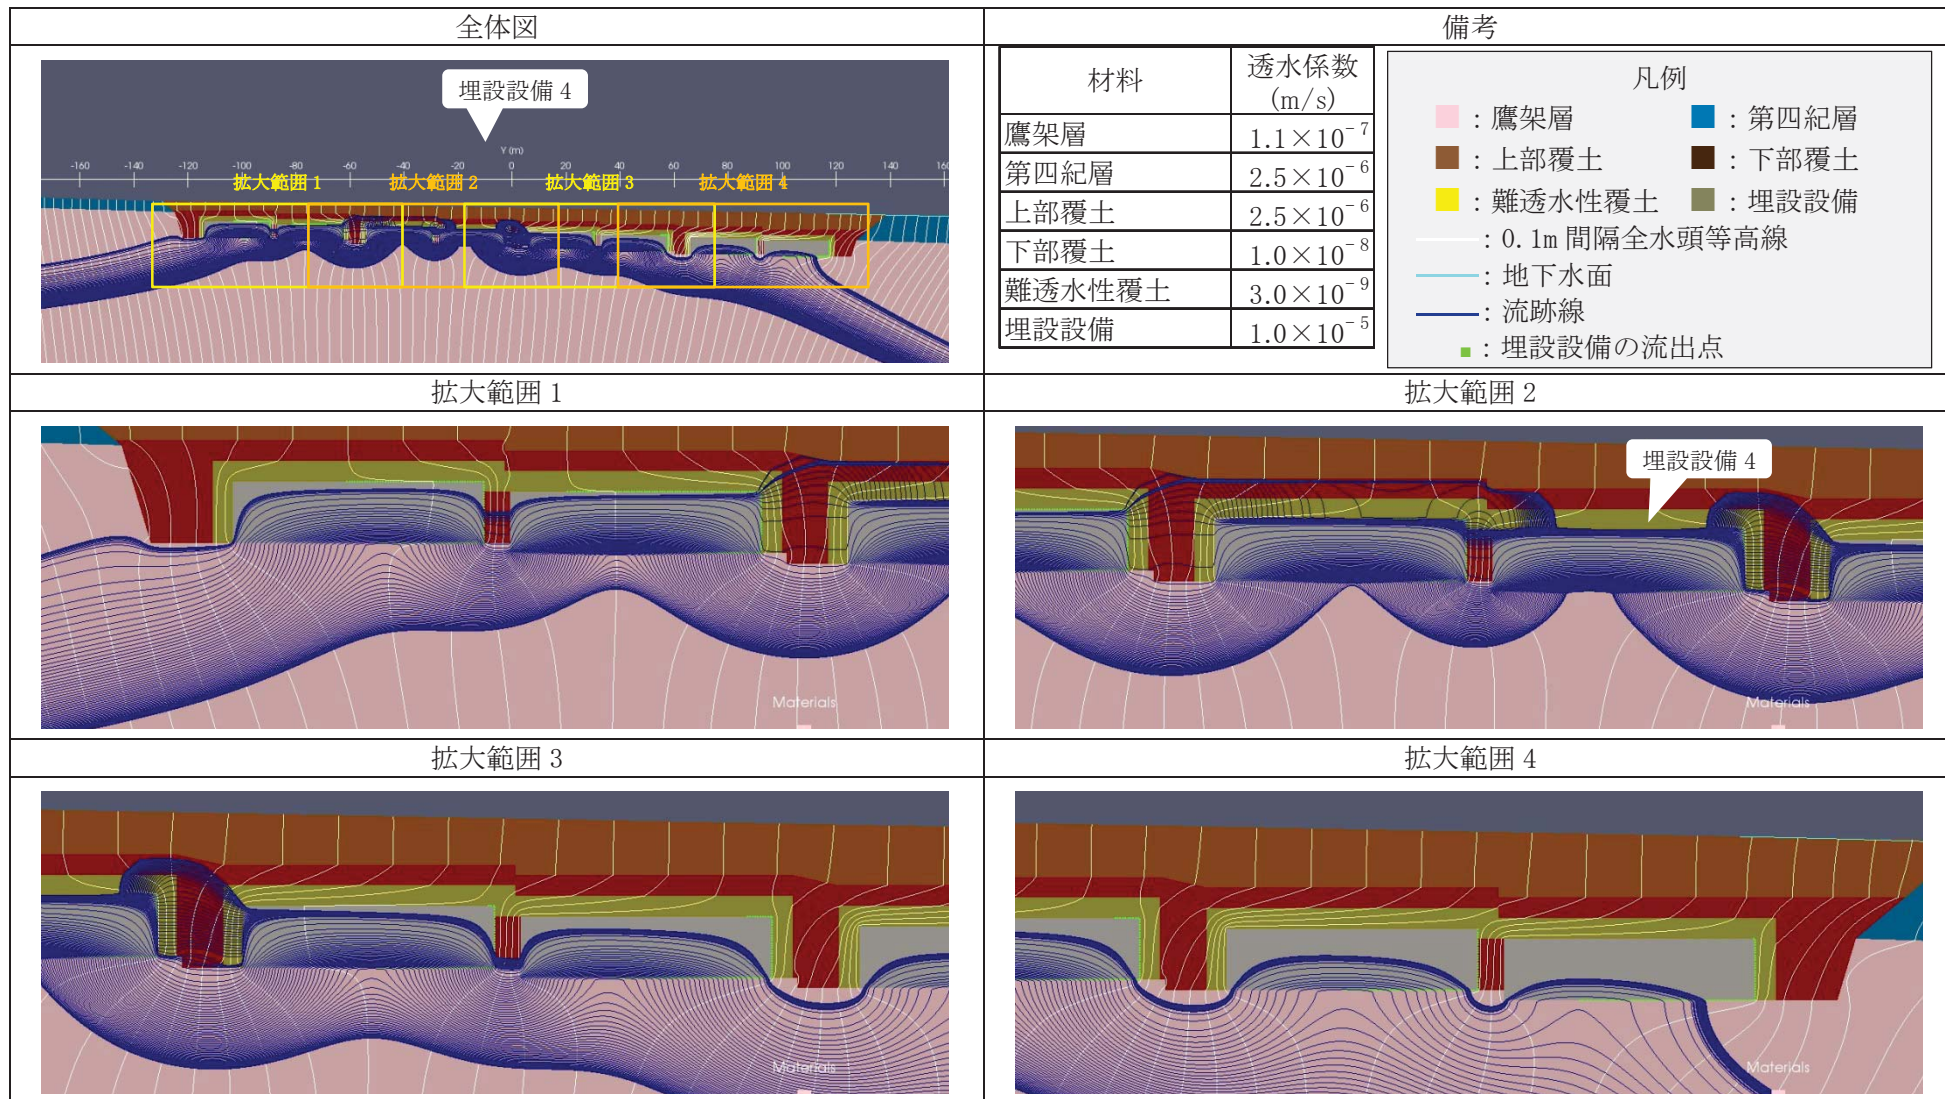 全体図
備考
埋設設備 4
Y (m)
-160 -140 -120 -100 -80 -60 -40 -20 0 20 40 60 80 100 120 140 160
拡大範囲 1 拡大範囲 2 拡大範囲 3 拡大範囲 4
材料 透水係数
(m/s)
鷹架層 1.1×10⁻⁷
第四紀層 2.5×10⁻⁶
上部覆土 2.5×10⁻⁶
下部覆土 1.0×10⁻⁸
難透水性覆土 3.0×10⁻⁹
埋設設備 1.0×10⁻⁵
凡例
:鷹架層 :第四紀層
:上部覆土 :下部覆土
:難透水性覆土 :埋設設備
:0.1m 間隔全水頭等高線
:地下水面
:流跡線
:埋設設備の流出点
拡大範囲 1
拡大範囲 2
Materials
埋設設備 4
Materials
拡大範囲 3
拡大範囲 4
Materials
Materials